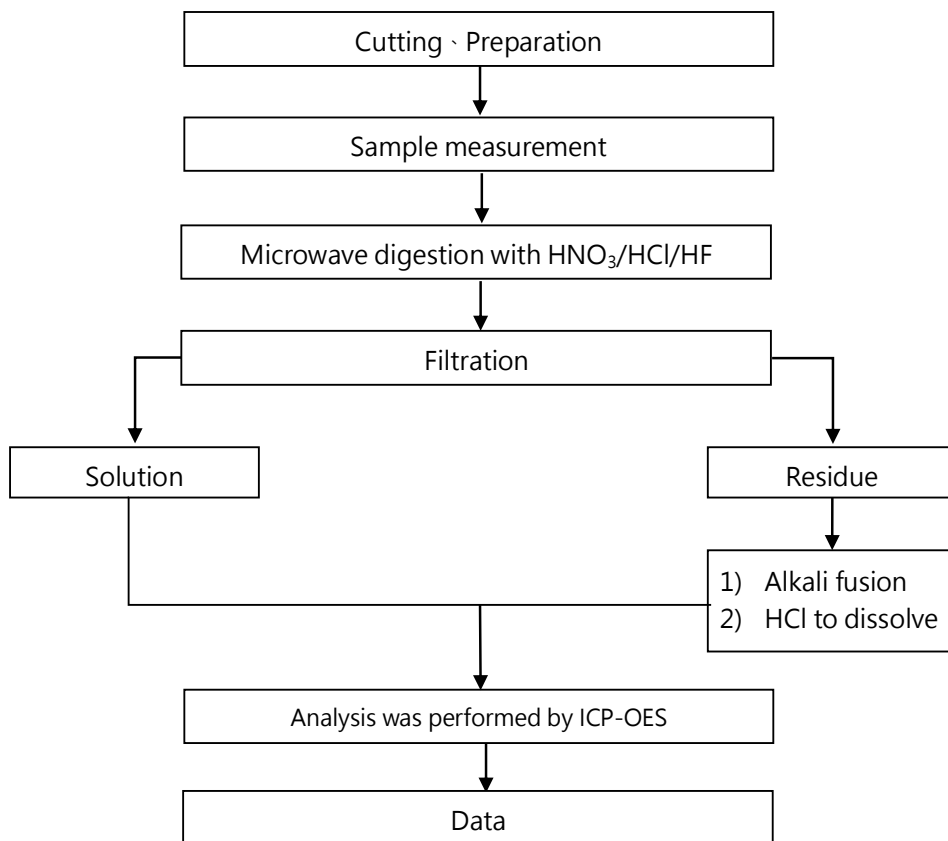 Cutting、Preparation
Sample measurement
Microwave digestion with HNO₃/HCl/HF
Filtration
Solution
Residue
1) Alkali fusion
2) HCl to dissolve
Analysis was performed by ICP-OES
Data